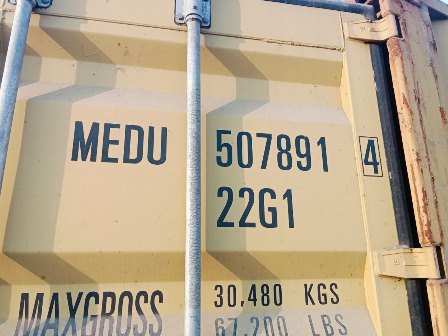 MEDU 507891 4
22G1
MAXGROSS 30,480 KGS
67,200 LBS